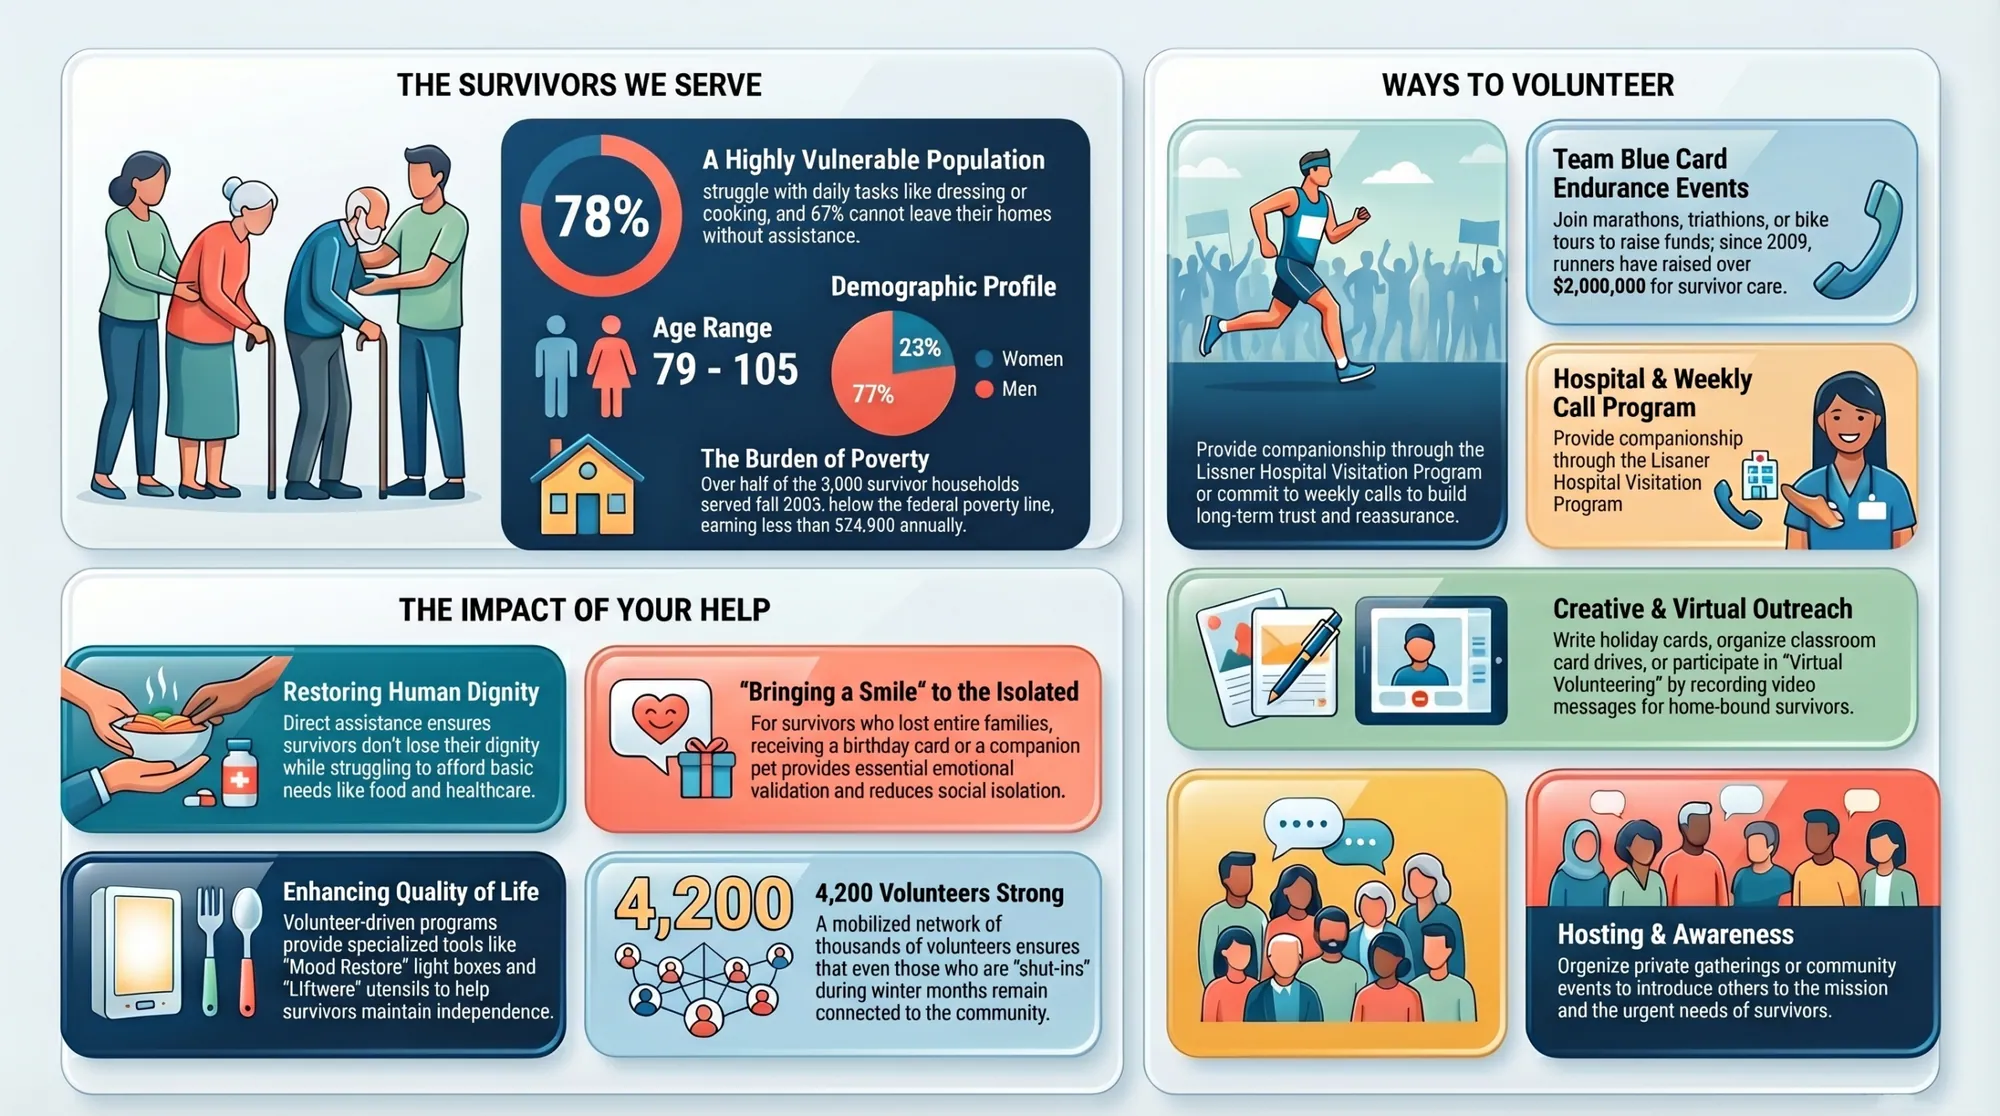 THE SURVIVORS WE SERVE
78%
A Highly Vulnerable Population
struggle with daily tasks like dressing or
cooking, and 67% cannot leave their homes
without assistance.
Age Range
79 - 105
Demographic Profile
23%
77%
Women
Men
The Burden of Poverty
Over half of the 3,000 survivor households
served fall 2003. below the federal poverty line,
earning less than 5Z4,900 annually.
THE IMPACT OF YOUR HELP
Restoring Human Dignity
Direct assistance ensures
survivors don't lose their dignity
while struggling to afford basic
needs like food and healthcare.
"Bringing a Smile" to the Isolated
For survivors who lost entire families,
receiving a birthday card or a companion
pet provides essential emotional
validation and reduces social isolation.
Enhancing Quality of Life
Volunteer-driven programs
provide specialized tools like
"Mood Restore" light boxes and
"LIftwere" utensils to help
survivors maintain independence.
4,200
4,200 Volunteers Strong
A mobilized network of
thousands of volunteers ensures
that even those who are "shut-ins"
during winter months remain
connected to the community.
WAYS TO VOLUNTEER
Provide companionship through the
Lissner Hospital Visitation Program
or commit to weekly calls to build
long-term trust and reassurance.
Team Blue Card
Endurance Events
Join marathons, triathions, or bike
tours to raise funds; since 2009,
runners have raised over
$2,000,000 for survivor care.
Hospital & Weekly
Call Program
Provide companionship
through the Lisaner
Hospital Visitation
Program
Creative & Virtual Outreach
Write holiday cards, organize classroom
card drives, or participate in "Virtual
Volunteering" by recording video
messages for home-bound survivors.
Hosting & Awareness
Orgenize private gatherings or community
events to introduce others to the mission
and the urgent needs of survivors.